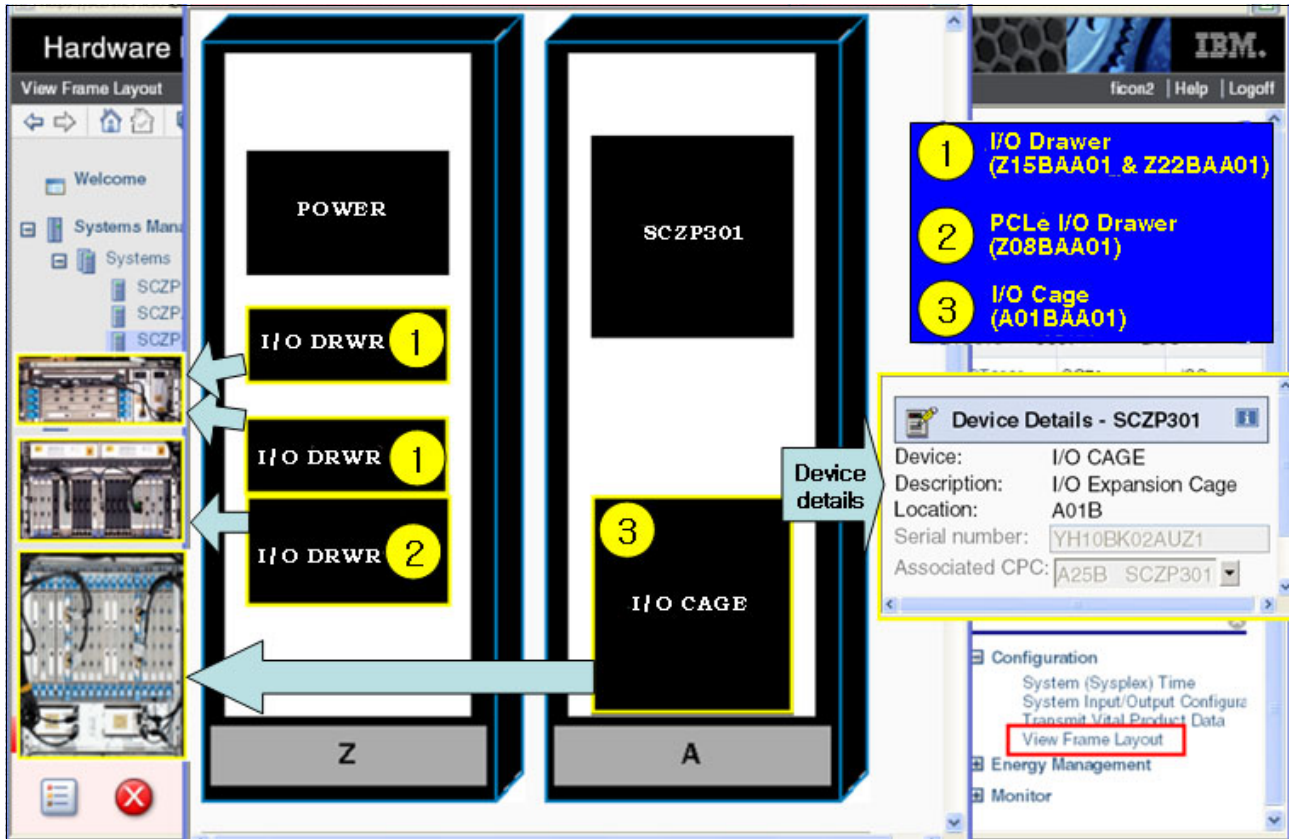 Hardware
IBM.
View Frame Layout
ficon2 | Help | Logoff
Welcome
Systems Mana
Systems
SCZP
SCZP
SCZP
POWER
I/O DRWR 1
I/O DRWR 1
I/O DRWR 2
Z
SCZP301
3
I/O CAGE
A
1 I/O Drawer
(Z15BAA01 & Z22BAA01)
2 PCLe I/O Drawer
(Z08BAA01)
3 I/O Cage
(A01BAA01)
Device
details
Device Details - SCZP301
Device: I/O CAGE
Description: I/O Expansion Cage
Location: A01B
Serial number: YH10BK02AUZ1
Associated CPC: A25B SCZP301
Configuration
System (Sysplex) Time
System Input/Output Configura
Transmit Vital Product Data
View Frame Layout
Energy Management
Monitor